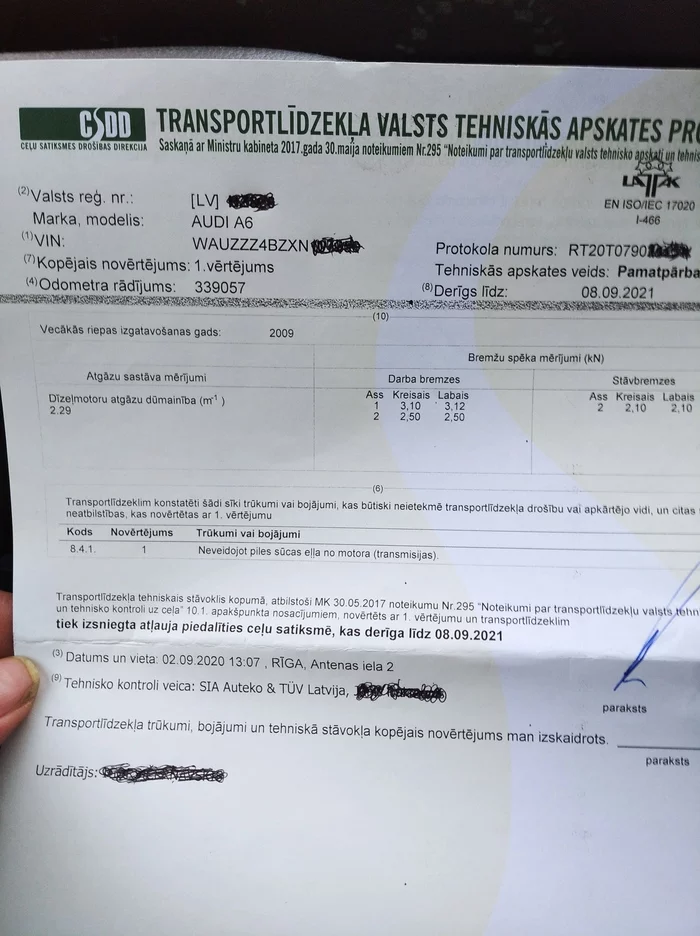 CSDD
CEĻU SATIKSMES DROŠĪBAS DIREKCIJA
TRANSPORTLĪDZEKĻA VALSTS TEHNISKĀS APSKATES PRO
Saskaņā ar Ministru kabineta 2017.gada 30.maija noteikumiem Nr.295 "Noteikumi par transportlīdzekļu valsts tehnisko apskati un tehnis
LATAK
EN ISO/IEC 17020
I-466
(2)Valsts reģ. nr.: [LV]
Marka, modelis: AUDI A6
(1)VIN: WAUZZZ4BZXN
Protokola numurs: RT20T0790
(7)Kopējais novērtējums: 1.vērtējums
Tehniskās apskates veids: Pamatpārba
(4)Odometra rādījums: 339057
(8)Derīgs līdz: 08.09.2021
(10)
Vecākās riepas izgatavošanas gads: 2009
Bremžu spēka mērījumi (kN)
Atgāzu sastāva mērījumi Darba bremzes Stāvbremzes
Dīzeļmotoru atgāzu dūmainība (m-1) Ass Kreisais Labais Ass Kreisais Labais
2.29 1 3,10 3,12 2 2,10 2,10
2 2,50 2,50
(6)
Transportlīdzeklim konstatēti šādi sīki trūkumi vai bojājumi, kas būtiski neietekmē transportlīdzekļa drošību vai apkārtējo vidi, un citas
neatbilstības, kas novērtētas ar 1. vērtējumu
Kods Novērtējums Trūkumi vai bojājumi
8.4.1. 1 Neveidojot piles sūcas eļļa no motora (transmisijas).
Transportlīdzekļa tehniskais stāvoklis kopumā, atbilstoši MK 30.05.2017 noteikumu Nr.295 "Noteikumi par transportlīdzekļu valsts tehn
un tehnisko kontroli uz ceļa" 10.1. apakšpunkta nosacījumiem, novērtēts ar 1. vērtējumu un transportlīdzeklim
tiek izsniegta atļauja piedalīties ceļu satiksmē, kas derīga līdz 08.09.2021
(3) Datums un vieta: 02.09.2020 13:07 , RĪGA, Antenas iela 2
(9) Tehnisko kontroli veica: SIA Auteko & TÜV Latvija,
paraksts
Transportlīdzekļa trūkumi, bojājumi un tehniskā stāvokļa kopējais novērtējums man izskaidrots.
paraksts
Uzrādītājs: